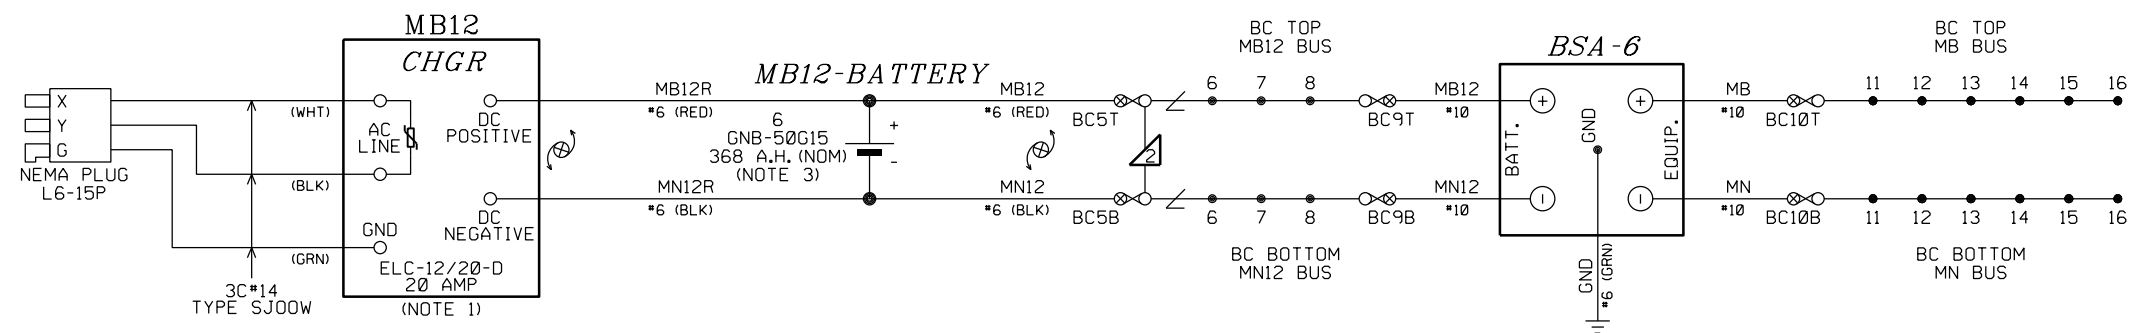 MB12
CHGR
X
Y
G
NEMA PLUG
L6-15P
(WHT)
(BLK)
(GRN)
3C#14
TYPE SJOOW
AC
LINE
GND
DC
POSITIVE
DC
NEGATIVE
ELC-12/20-D
20 AMP
(NOTE 1)
MB12R
#6 (RED)
MN12R
#6 (BLK)
MB12-BATTERY
6
GNB-50G15
368 A.H.(NOM)
(NOTE 3)
+
-
MB12
#6 (RED)
MN12
#6 (BLK)
BC5T
BC5B
2
BC TOP
MB12 BUS
6 7 8
6 7 8
BC BOTTOM
MN12 BUS
BC9T
BC9B
MB12
#10
MN12
#10
BSA-6
BATT.
+
-
GND
EQUIP.
+
-
GND
#6 (GRN)
MB
#10
MN
#10
BC10T
BC10B
BC TOP
MB BUS
11 12 13 14 15 16
11 12 13 14 15 16
BC BOTTOM
MN BUS